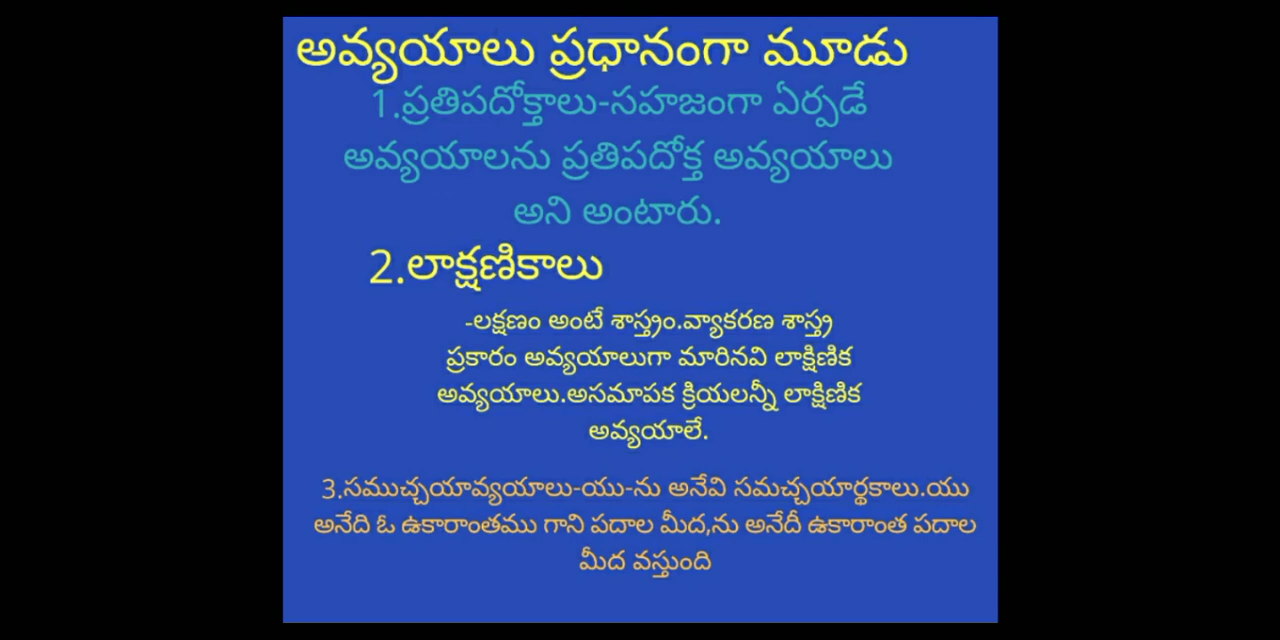 అవ్యయాలు ప్రధానంగా మూడు
1.ప్రతిపదోక్తాలు-సహజంగా ఏర్పడే
అవ్యయాలను ప్రతిపదోక్త అవ్యయాలు
అని అంటారు.
2.లాక్షణికాలు
-లక్షణం అంటే శాస్త్రం.వ్యాకరణ శాస్త్ర
ప్రకారం అవ్యయాలుగా మారినవి లాక్షిణిక
అవ్యయాలు.అసమాపక క్రియలన్నీ లాక్షిణిక
అవ్యయాలే.
3.సముచ్చయావ్యయాలు-యు-ను అనేవి సమచ్చయార్థకాలు.యు
అనేది ఓ ఉకారాంతము గాని పదాల మీద,ను అనేదీ ఉకారాంత పదాల
మీద వస్తుంది